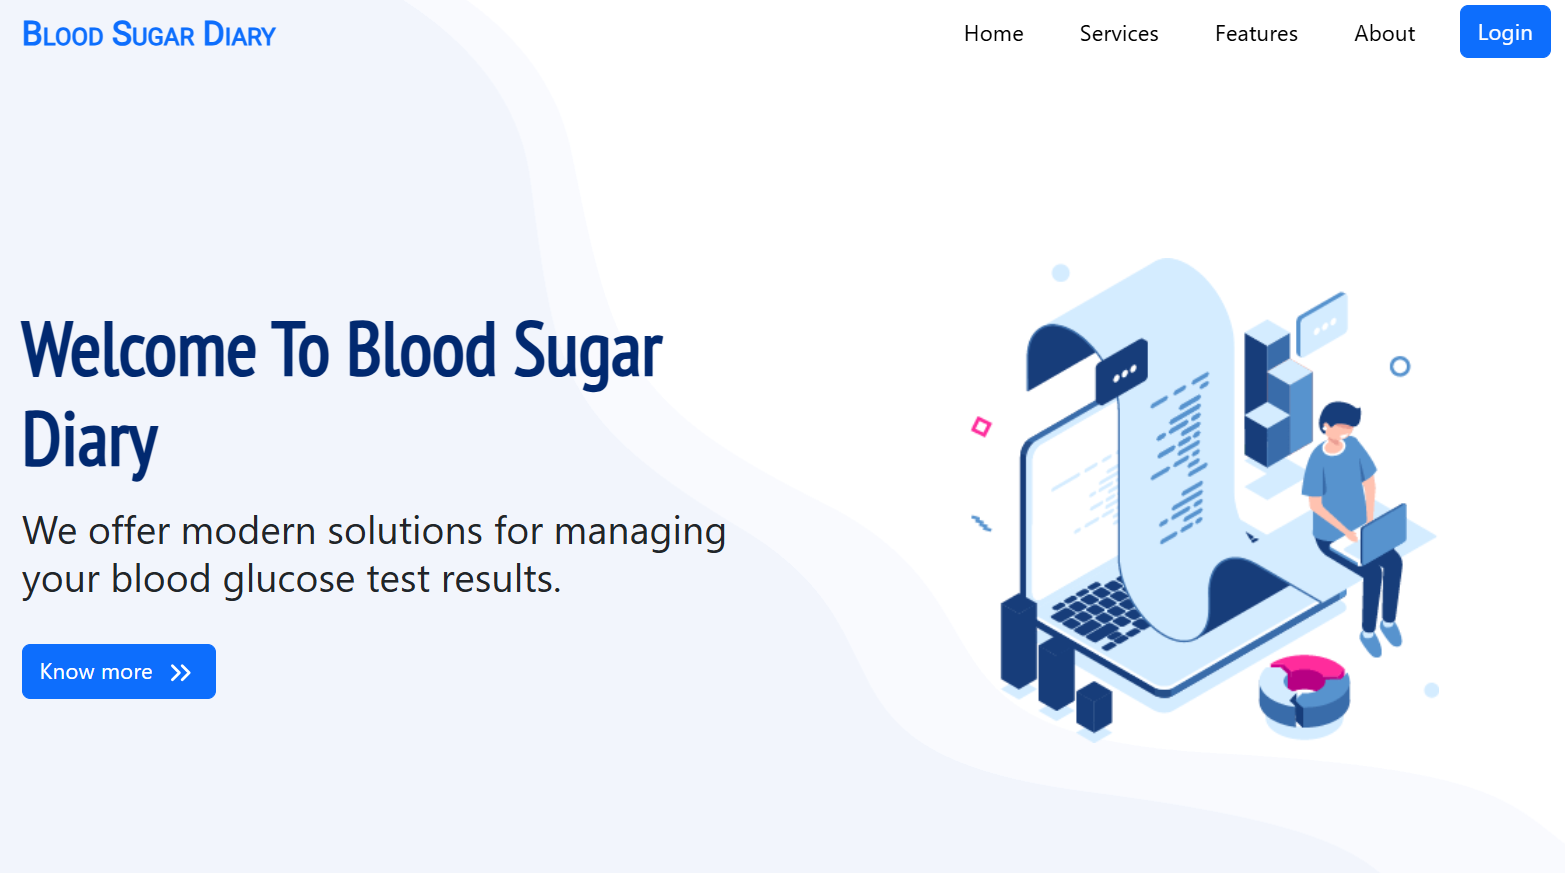 Blood Sugar Diary
Home Services Features About Login
Welcome To Blood Sugar
Diary
We offer modern solutions for managing
your blood glucose test results.
Know more